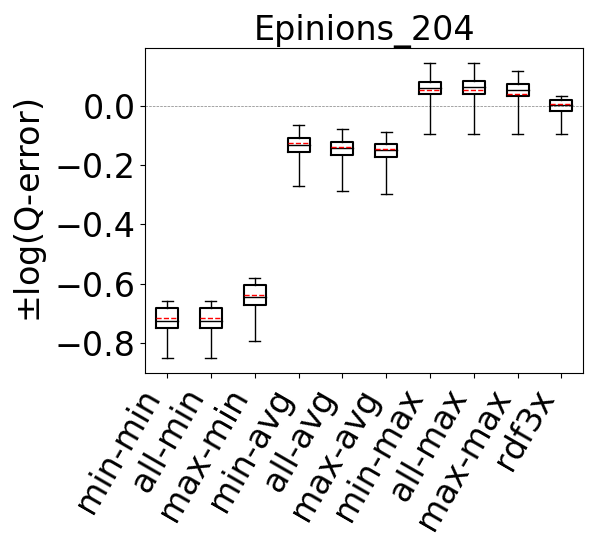 Epinions_204
±log(Q-error)
0.0
−0.2
−0.4
−0.6
−0.8
min-min
all-min
max-min
min-avg
all-avg
max-avg
min-max
all-max
max-max
rdf3x